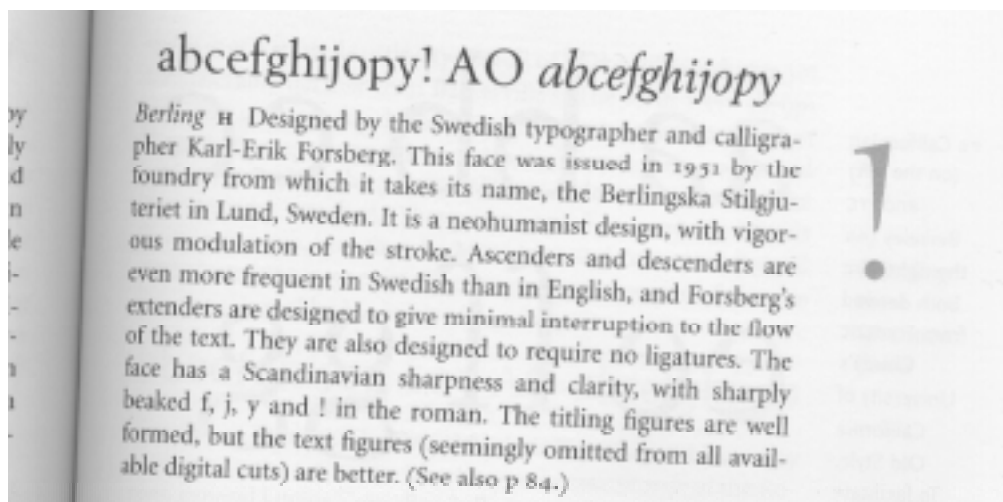 abcefghijopy! AO abcefghijopy
Berling H Designed by the Swedish typographer and calligra-
pher Karl-Erik Forsberg. This face was issued in 1951 by the
foundry from which it takes its name, the Berlingska Stilgju-
teriet in Lund, Sweden. It is a neohumanist design, with vigor-
ous modulation of the stroke. Ascenders and descenders are
even more frequent in Swedish than in English, and Forsberg's
extenders are designed to give minimal interruption to the flow
of the text. They are also designed to require no ligatures. The
face has a Scandinavian sharpness and clarity, with sharply
beaked f, j, y and ! in the roman. The titling figures are well
formed, but the text figures (seemingly omitted from all avail-
able digital cuts) are better. (See also p 84.)
!